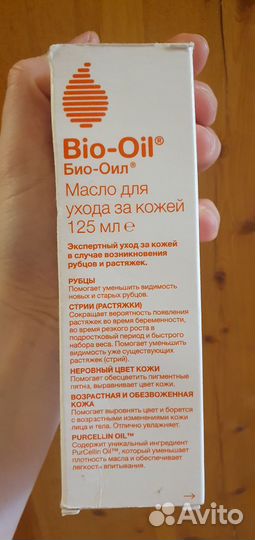 Bio-Oil®
Био-Оил®
Масло для
ухода за кожей
125 мл ℮
Экспертный уход за кожей
в случае возникновения
рубцов и растяжек.
РУБЦЫ
Помогает уменьшить видимость
новых и старых рубцов.
СТРИИ (РАСТЯЖКИ)
Сокращает вероятность появления
растяжек во время беременности,
во время резкого роста в
подростковый период и быстрого
набора веса. Помогает уменьшить
видимость уже существующих
растяжек (стрий).
НЕРОВНЫЙ ЦВЕТ КОЖИ
Помогает обесцветить пигментные
пятна, выравнивает цвет кожи.
ВОЗРАСТНАЯ И ОБЕЗВОЖЕННАЯ
КОЖА
Помогает выровнять цвет и борется
с возрастными изменениями кожи
лица и тела. Отлично увлажняет.
PURCELLIN OIL™
Содержит уникальный ингредиент
PurCellin Oil™, который уменьшает
плотность масла и обеспечивает
легкость впитывания.
Avito